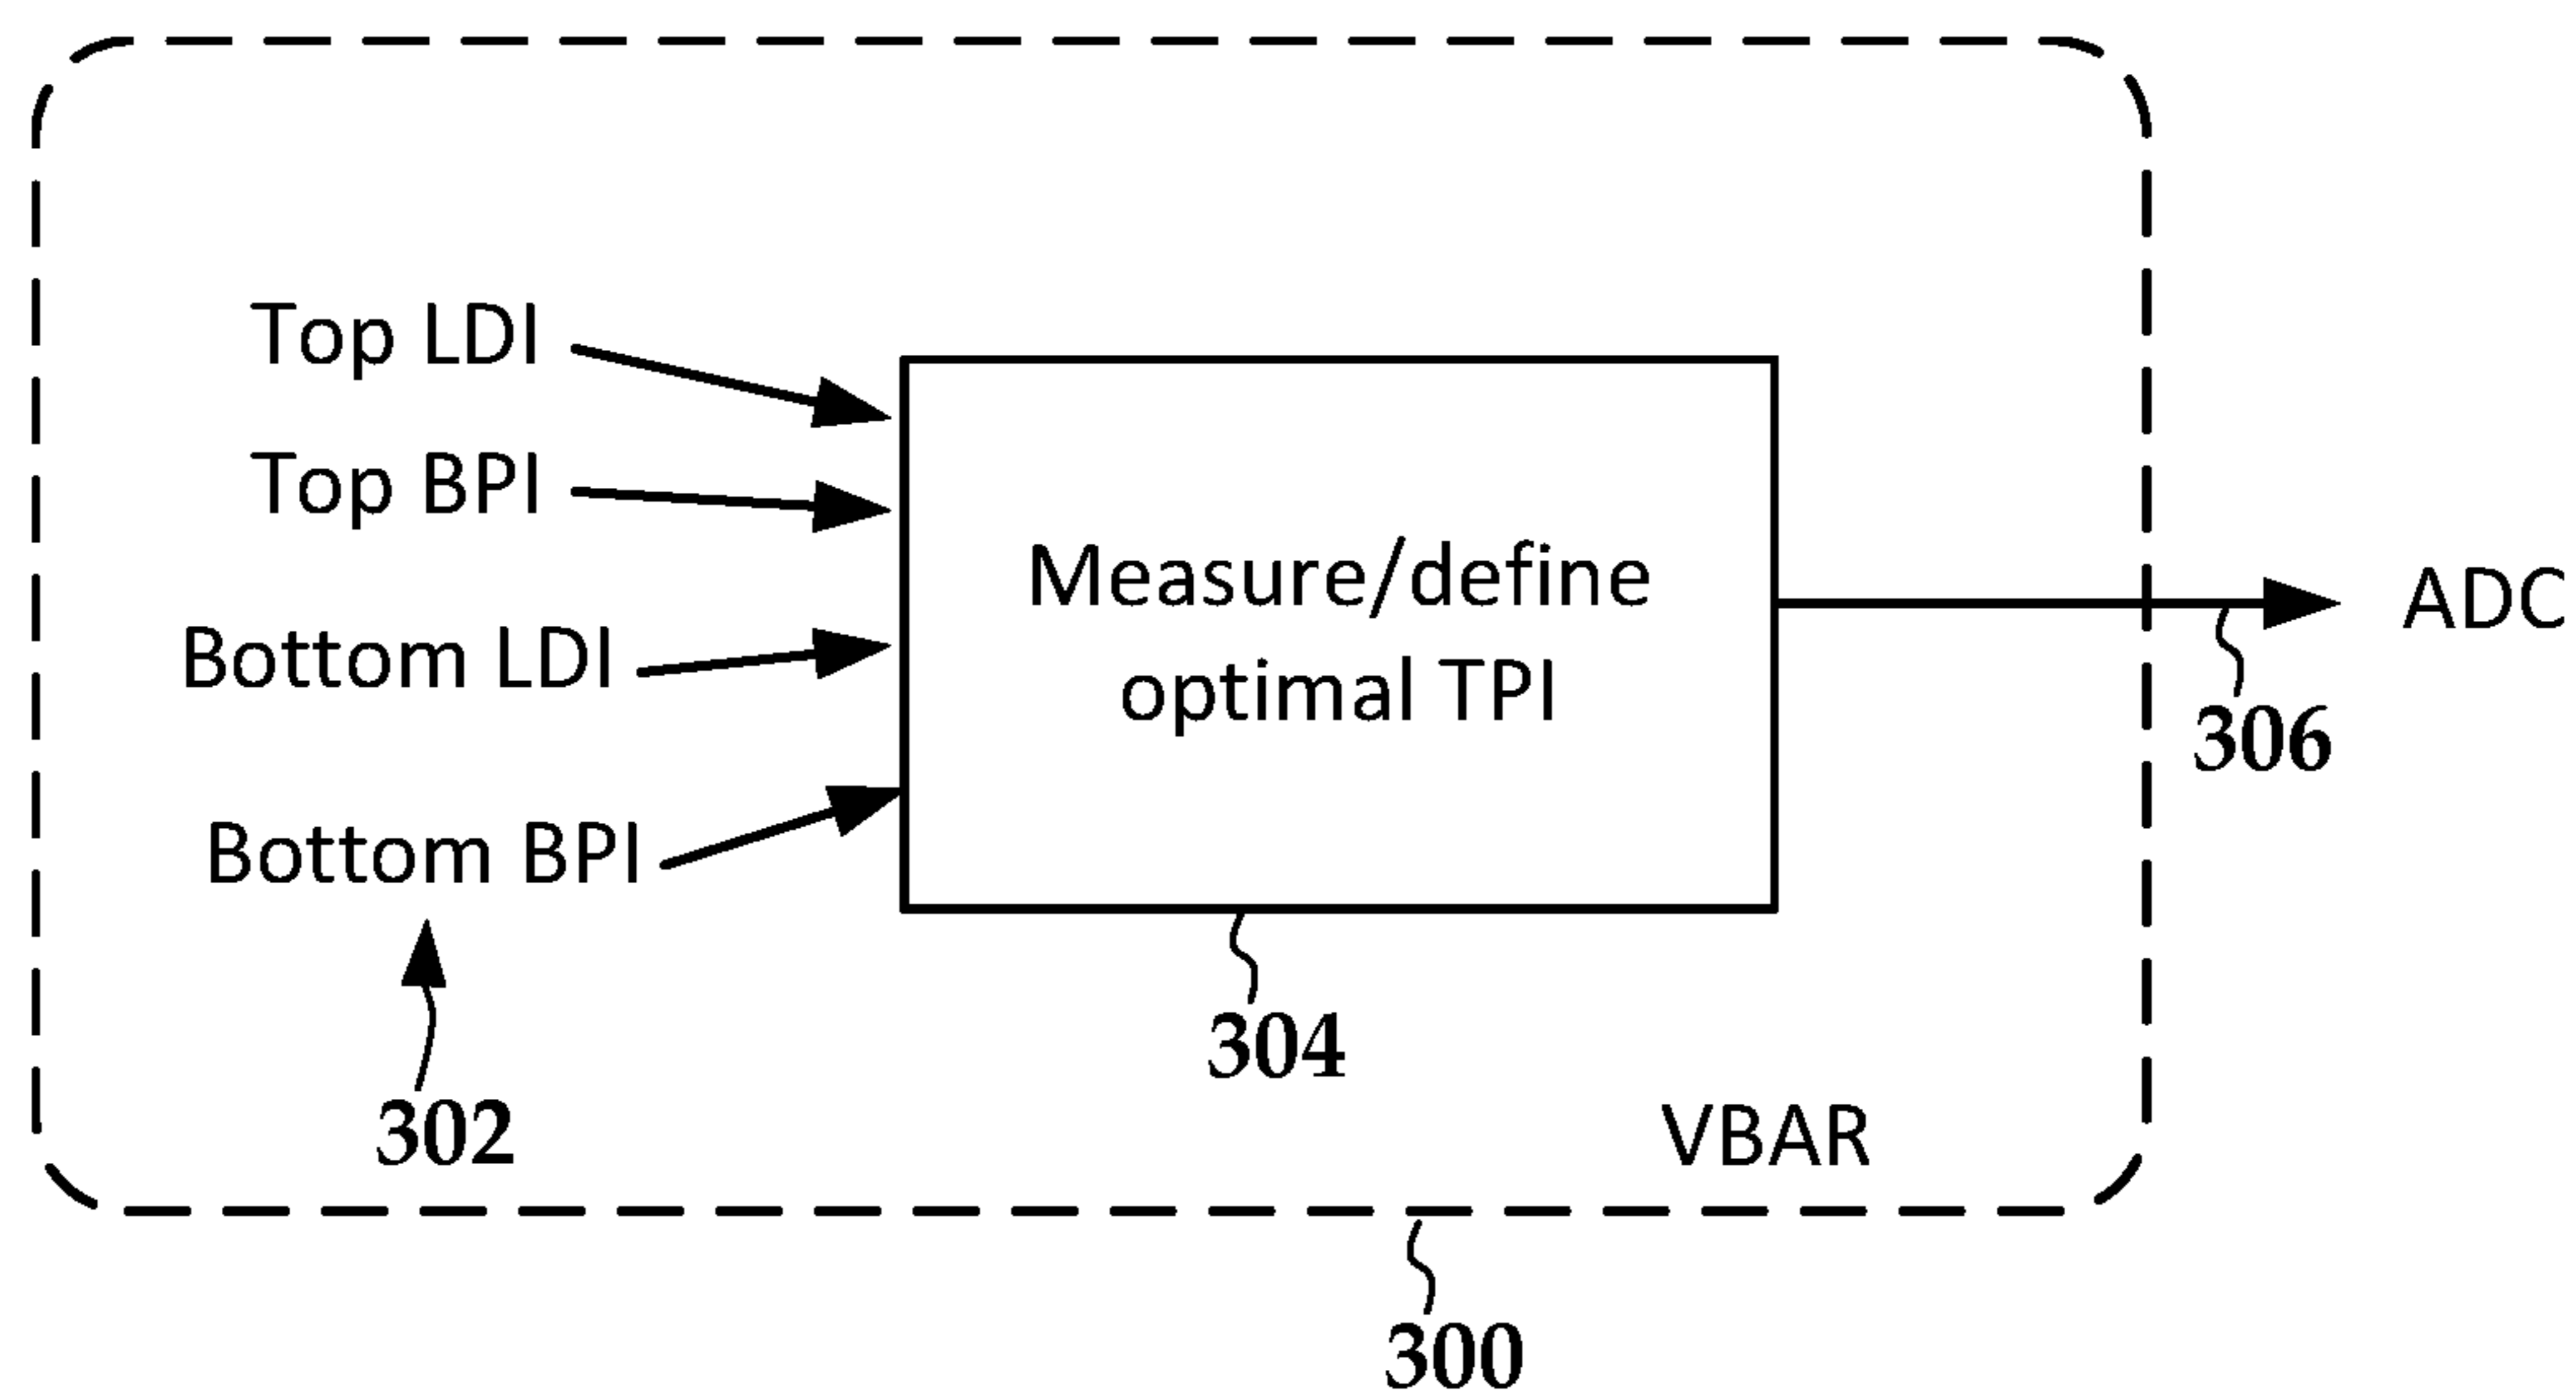 Top LDI
Top BPI
Bottom LDI
Bottom BPI
Measure/define
optimal TPI
ADC
306
304
302
VBAR
300